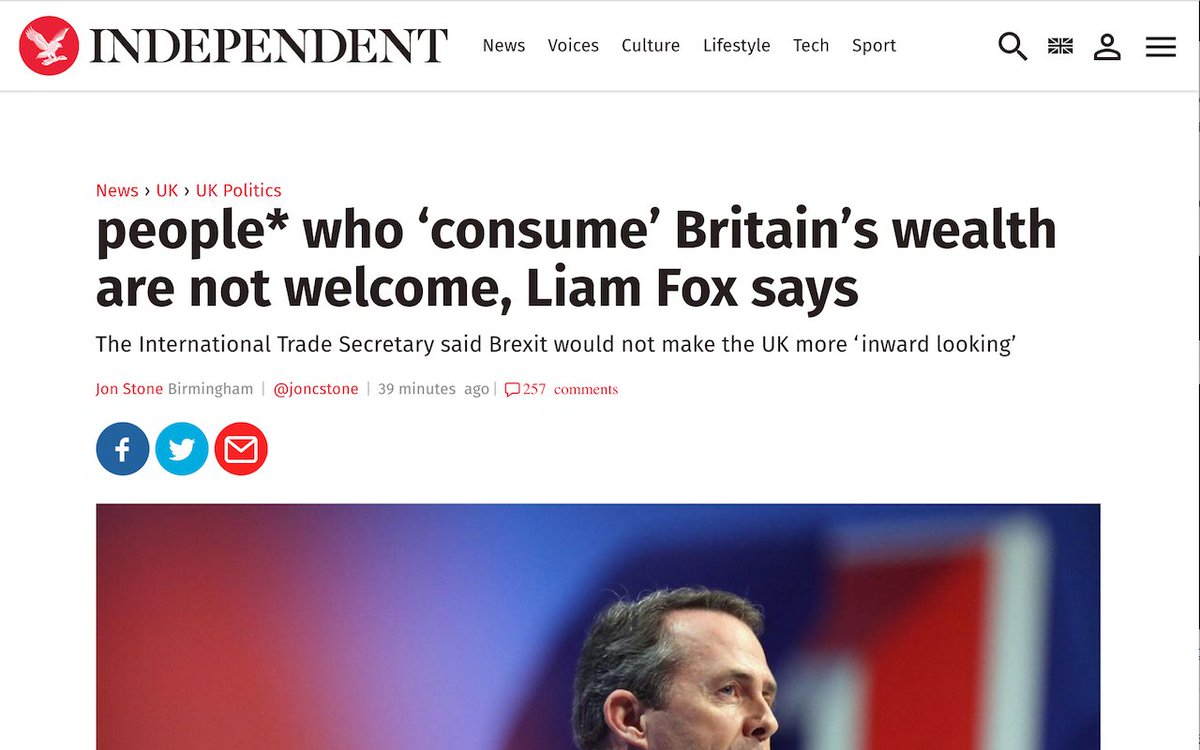 INDEPENDENT News Voices Culture Lifestyle Tech Sport
News › UK › UK Politics
people* who ‘consume’ Britain’s wealth
are not welcome, Liam Fox says
The International Trade Secretary said Brexit would not make the UK more ‘inward looking’
Jon Stone Birmingham | @joncstone | 39 minutes ago | 257 comments